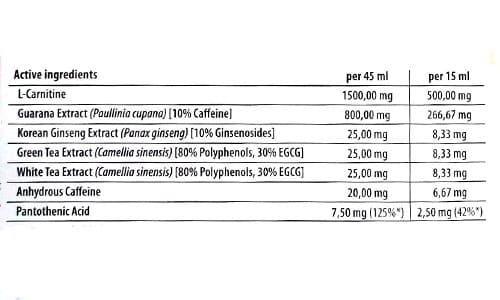 Active ingredients per 45 ml per 15 ml
L-Carnitine 1500,00 mg 500,00 mg
Guarana Extract (Paullinia cupana) [10% Caffeine] 800,00 mg 266,67 mg
Korean Ginseng Extract (Panax ginseng) [10% Ginsenosides] 25,00 mg 8,33 mg
Green Tea Extract (Camellia sinensis) [80% Polyphenols, 30% EGCG] 25,00 mg 8,33 mg
White Tea Extract (Camellia sinensis) [80% Polyphenols, 30% EGCG] 25,00 mg 8,33 mg
Anhydrous Caffeine 20,00 mg 6,67 mg
Pantothenic Acid 7,50 mg (125%*) 2,50 mg (42%*)